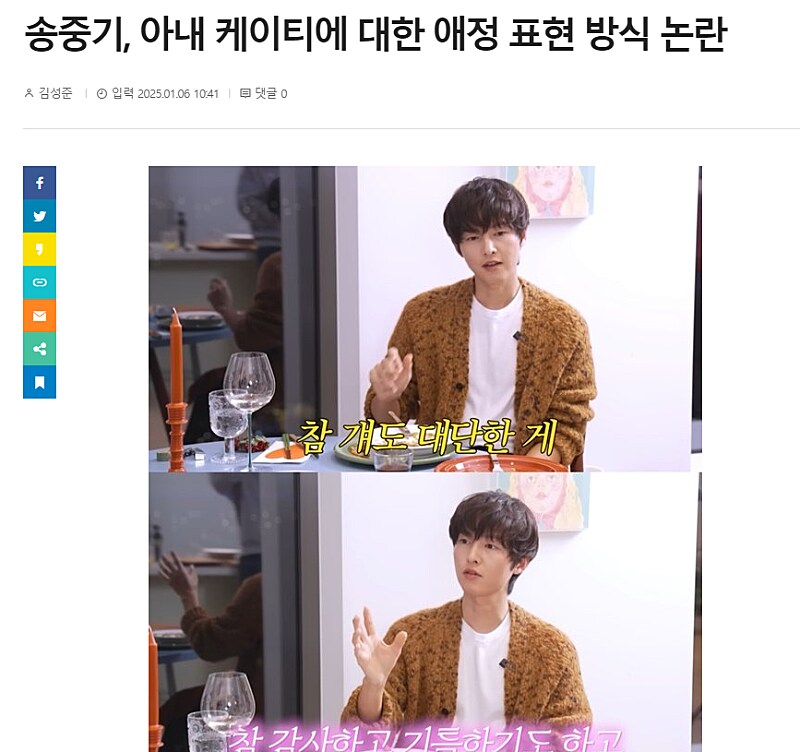 송중기, 아내 케이티에 대한 애정 표현 방식 논란
김성준 | 입력 2025.01.06 10:41 | 댓글 0
참 걔도 대단한 게
참 감사하고 기특하기도 하고